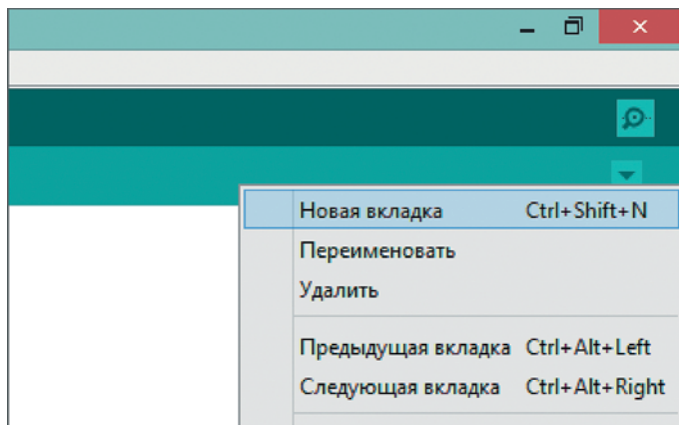 Новая вкладка Ctrl+Shift+N
Переименовать
Удалить
Предыдущая вкладка Ctrl+Alt+Left
Следующая вкладка Ctrl+Alt+Right